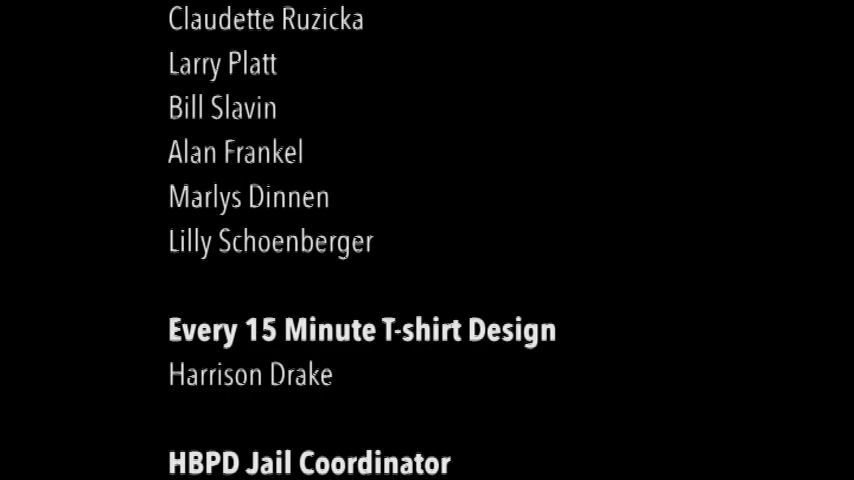 Claudette Ruzicka
Larry Platt
Bill Slavin
Alan Frankel
Marlys Dinnen
Lilly Schoenberger
Every 15 Minute T-shirt Design
Harrison Drake
HBPD Jail Coordinator